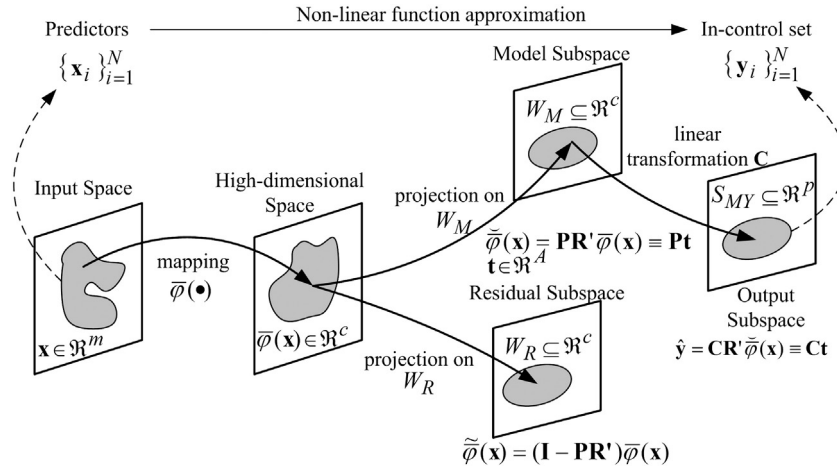 Non-linear function approximation
Predictors
{x_i}_{i=1}^N
In-control set
{y_i}_{i=1}^N
Model Subspace
W_M ⊆ ℜ^c
linear
transformation C
Input Space
High-dimensional
Space
projection on
W_M
S_MY ⊆ ℜ^p
mapping
φ̅(•)
x∈ℜ^m
φ̅(x)∈ℜ^c
φ̅̆(x) = PR'φ̅(x) ≡ Pt
t∈ℜ^A
Residual Subspace
Output
Subspace
ŷ = CR'φ̅̆(x) ≡ Ct
projection on
W_R
W_R ⊆ ℜ^c
φ̅̃(x) = (I − PR')φ̅(x)